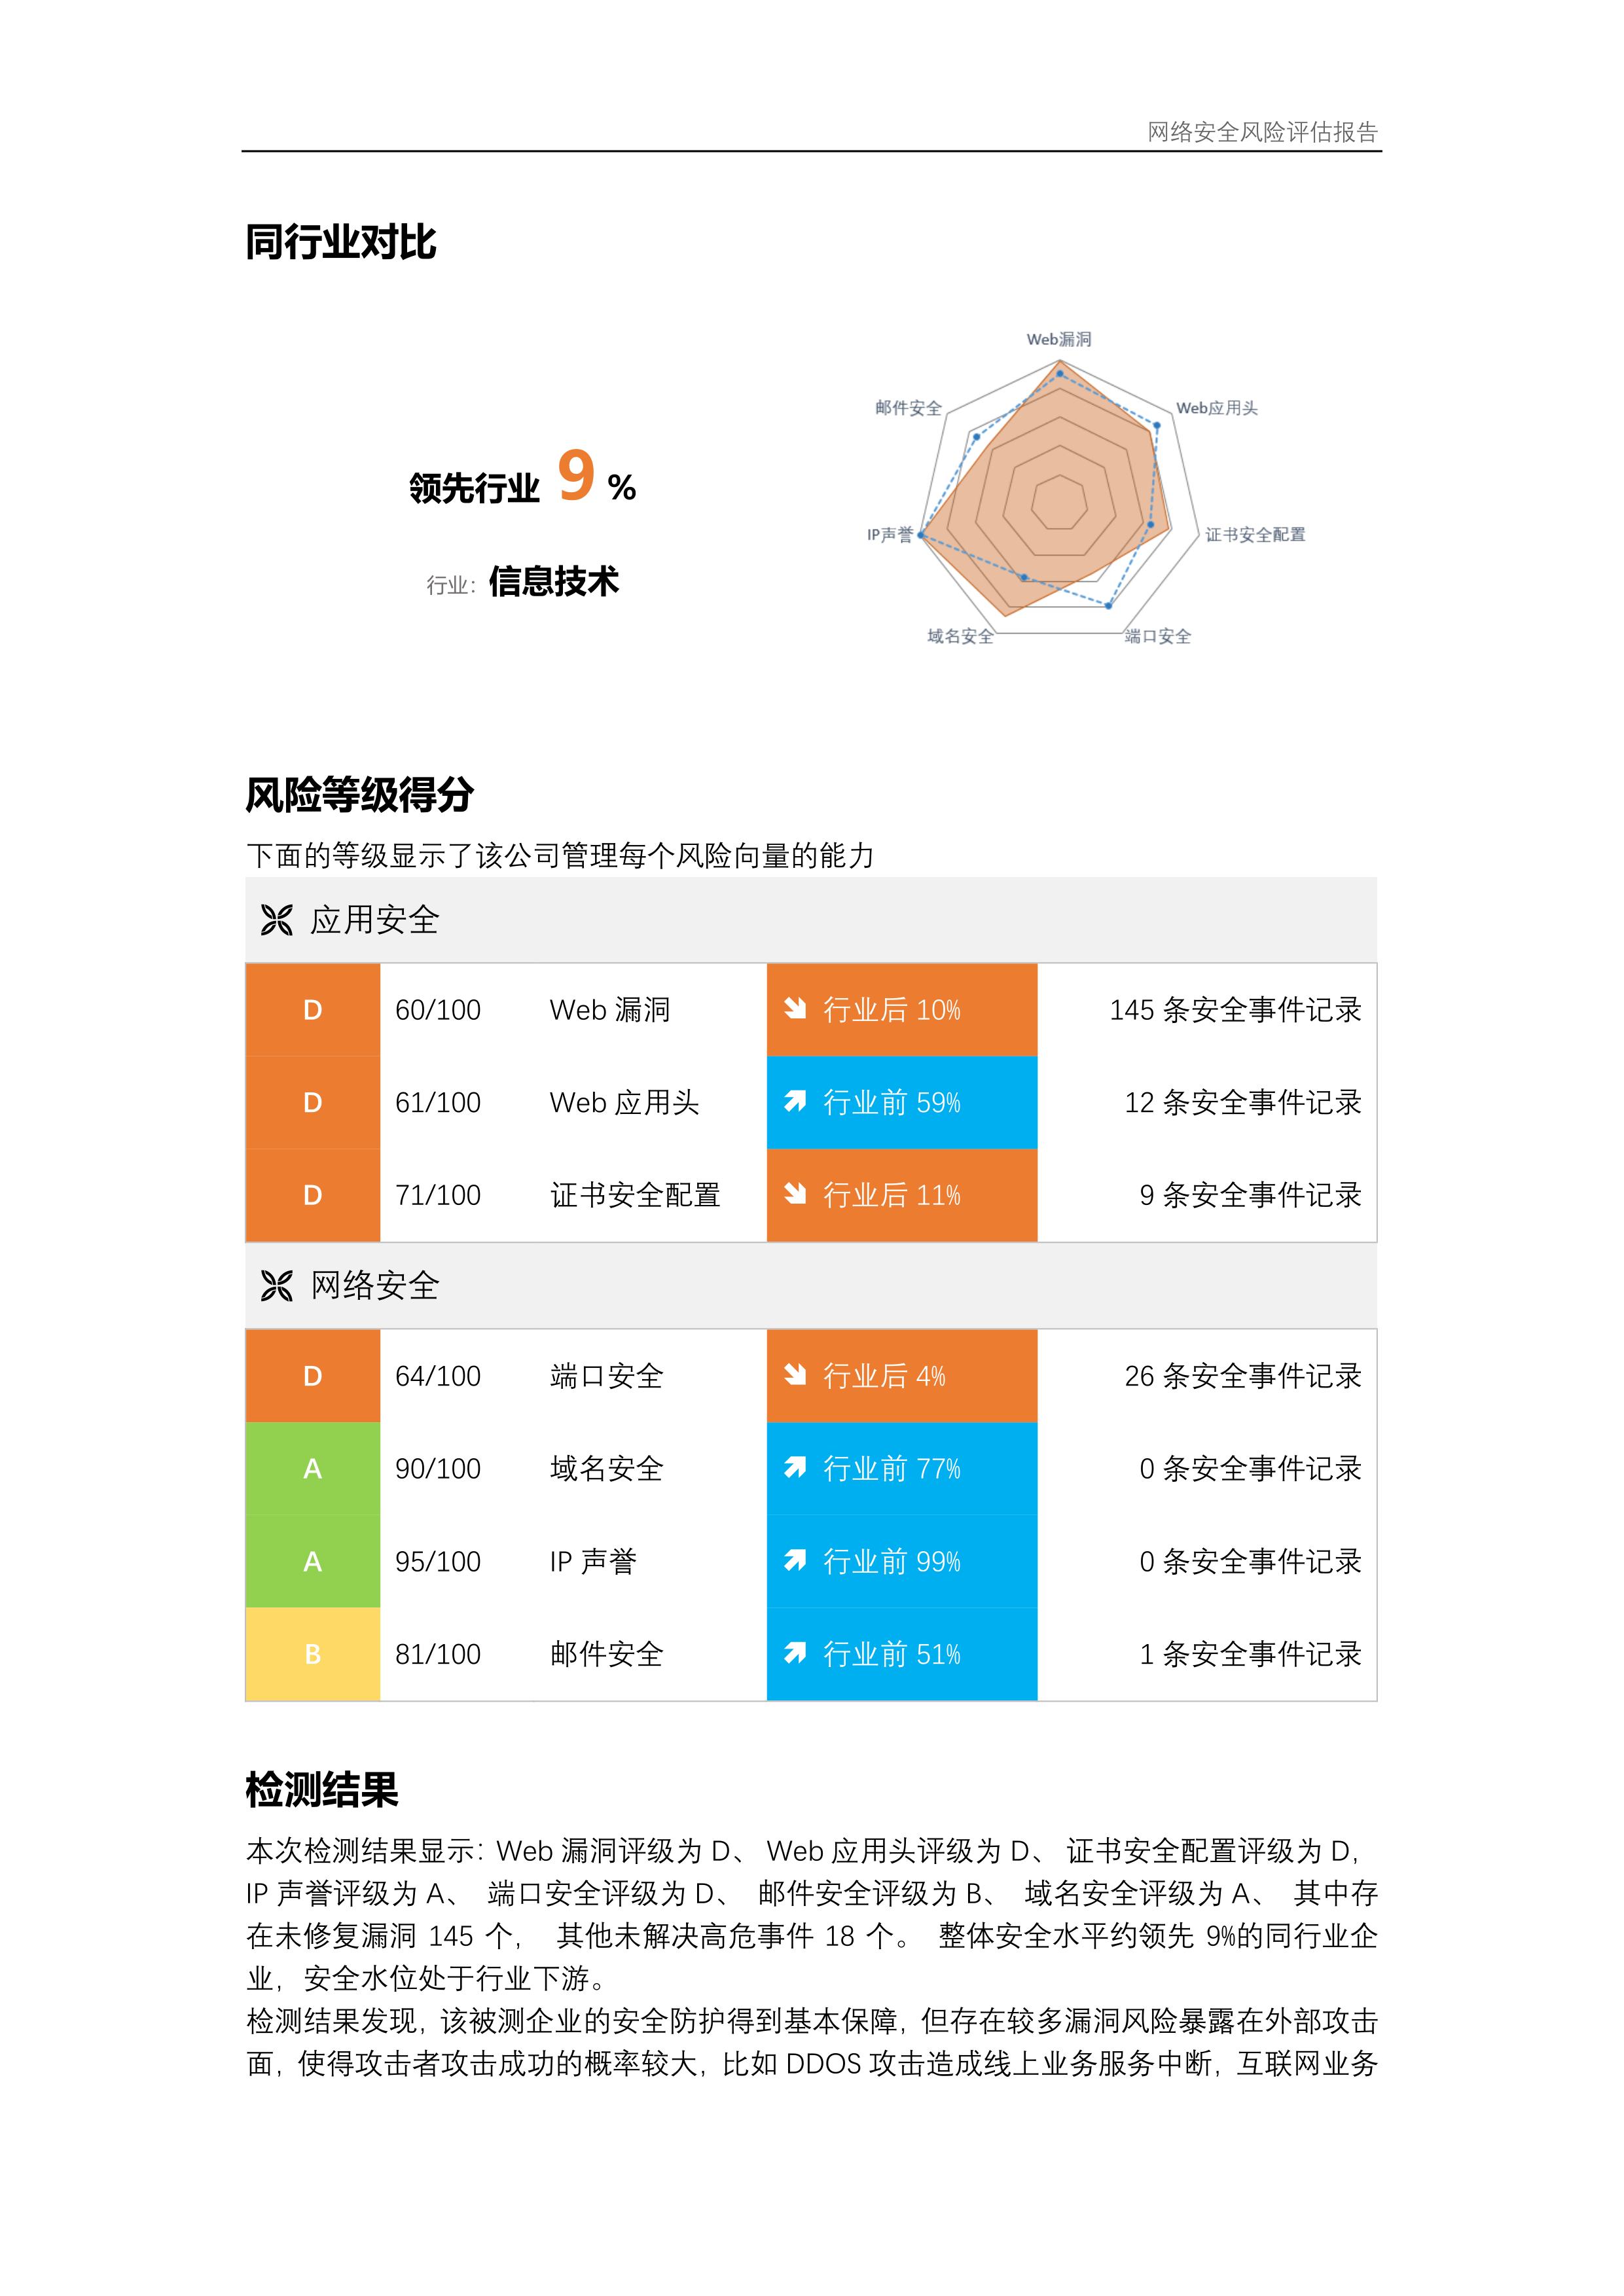 网络安全风险评估报告
同行业对比
领先行业 9 %
行业：信息技术
Web漏洞
邮件安全
Web应用头
IP声誉
证书安全配置
域名安全
端口安全
风险等级得分
下面的等级显示了该公司管理每个风险向量的能力
应用安全
D 60/100 Web 漏洞 行业后 10% 145 条安全事件记录
D 61/100 Web 应用头 行业前 59% 12 条安全事件记录
D 71/100 证书安全配置 行业后 11% 9 条安全事件记录
网络安全
D 64/100 端口安全 行业后 4% 26 条安全事件记录
A 90/100 域名安全 行业前 77% 0 条安全事件记录
A 95/100 IP 声誉 行业前 99% 0 条安全事件记录
B 81/100 邮件安全 行业前 51% 1 条安全事件记录
检测结果
本次检测结果显示：Web 漏洞评级为 D、 Web 应用头评级为 D、 证书安全配置评级为 D，
IP 声誉评级为 A、 端口安全评级为 D、 邮件安全评级为 B、 域名安全评级为 A、 其中存
在未修复漏洞 145 个， 其他未解决高危事件 18 个。 整体安全水平约领先 9%的同行业企
业，安全水位处于行业下游。
检测结果发现，该被测企业的安全防护得到基本保障，但存在较多漏洞风险暴露在外部攻击
面，使得攻击者攻击成功的概率较大，比如 DDOS 攻击造成线上业务服务中断，互联网业务